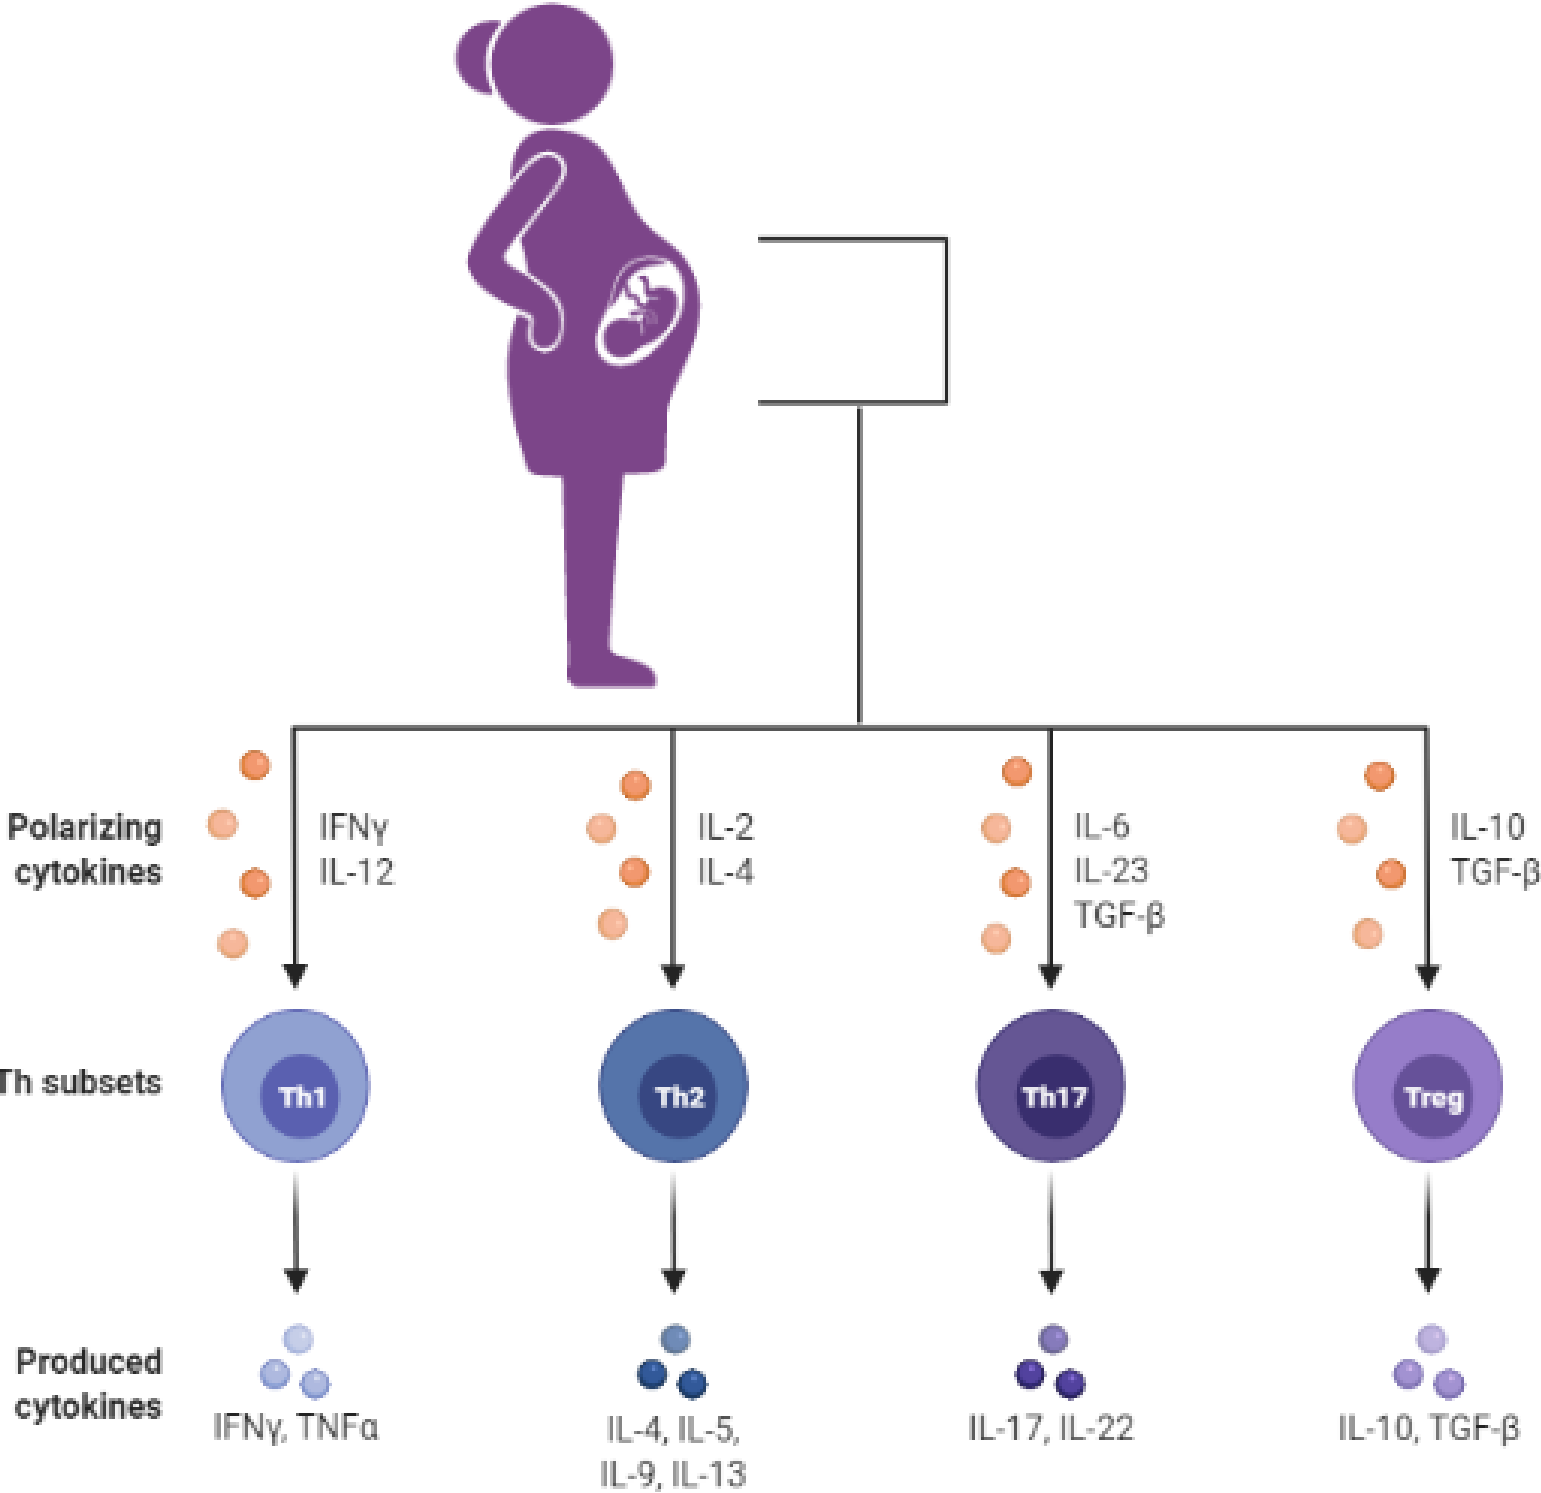 Polarizing
cytokines
IFNγ
IL-12
IL-2
IL-4
IL-6
IL-23
TGF-β
IL-10
TGF-β
Th subsets
Th1
Th2
Th17
Treg
Produced
cytokines
IFNγ, TNFα
IL-4, IL-5,
IL-9, IL-13
IL-17, IL-22
IL-10, TGF-β